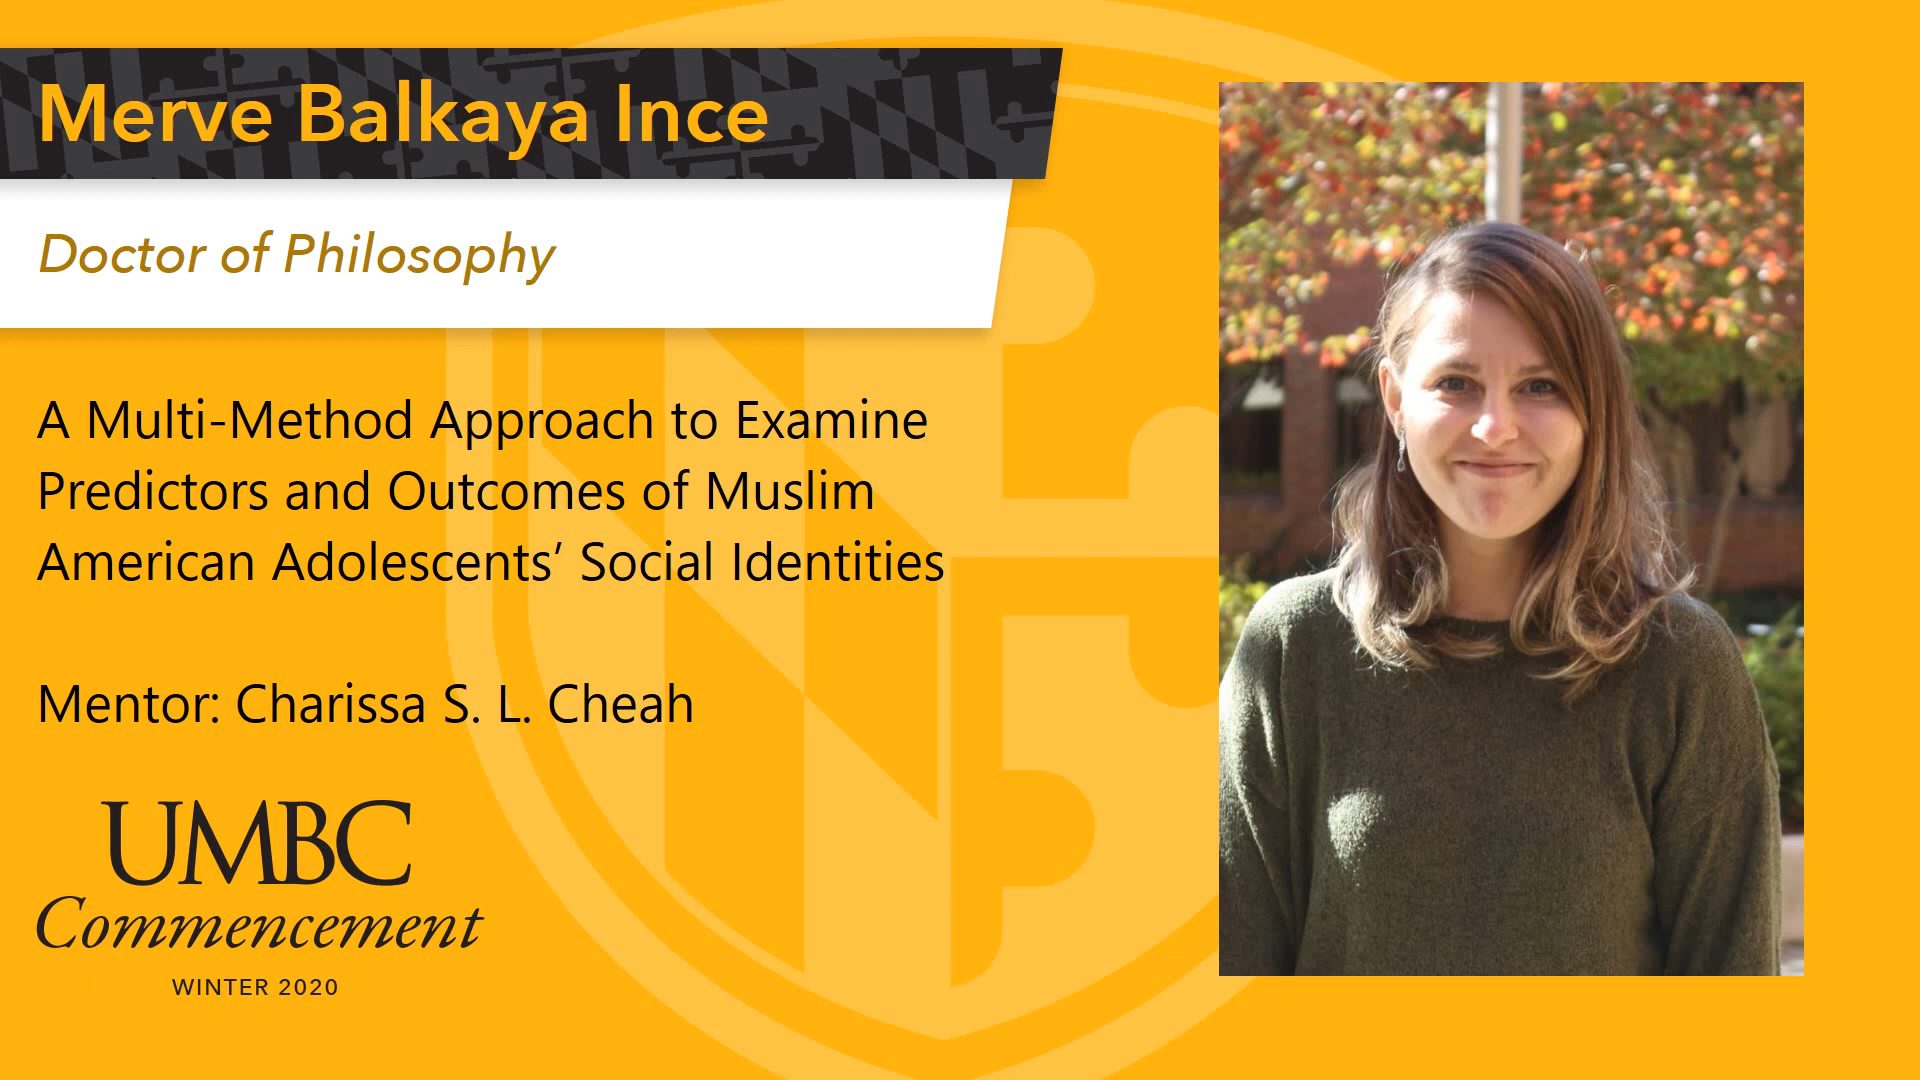 Merve Balkaya Ince
Doctor of Philosophy
A Multi-Method Approach to Examine
Predictors and Outcomes of Muslim
American Adolescents’ Social Identities
Mentor: Charissa S. L. Cheah
UMBC
Commencement
WINTER 2020